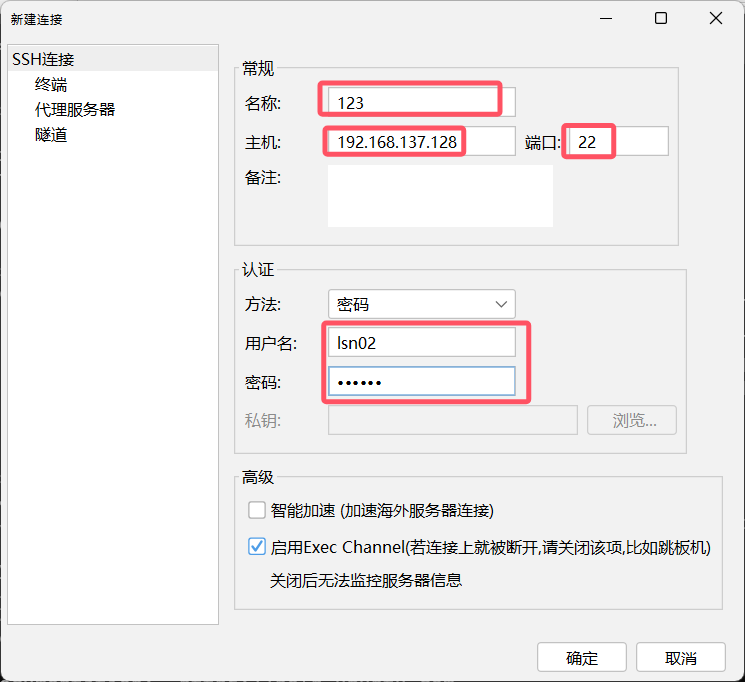 新建连接
SSH连接
终端
代理服务器
隧道
常规
名称: 123
主机: 192.168.137.128 端口: 22
备注:
认证
方法: 密码
用户名: lsn02
密码: ••••••
私钥: 浏览...
高级
智能加速 (加速海外服务器连接)
启用Exec Channel(若连接上就被断开,请关闭该项,比如跳板机)
关闭后无法监控服务器信息
确定 取消